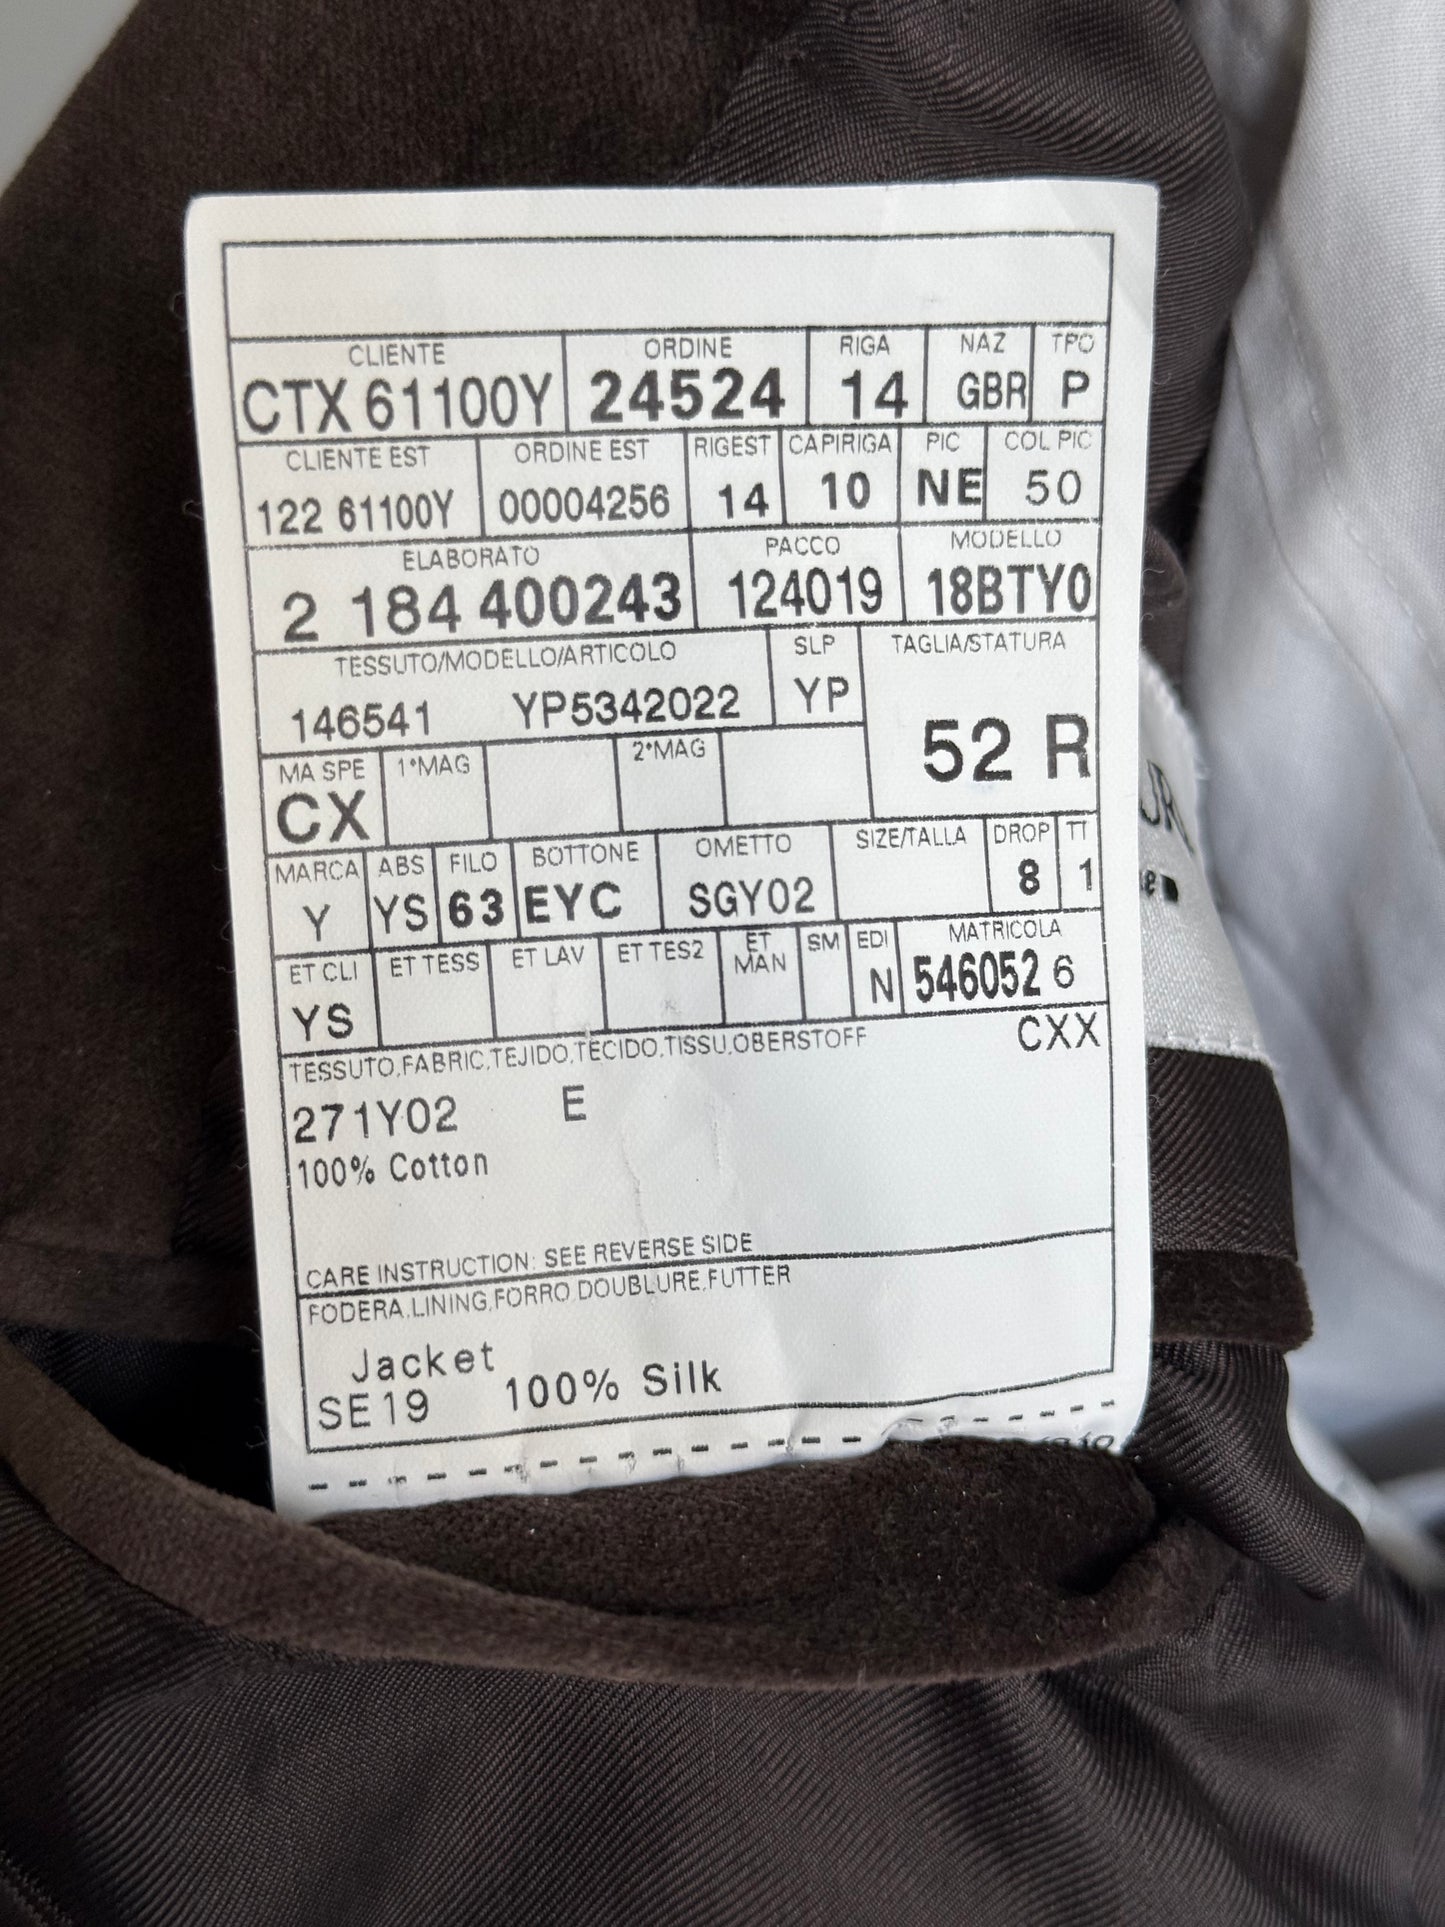 CLIENTE ORDINE RIGA NAZ TPO
CTX 61100Y 24524 14 GBR P
CLIENTE EST ORDINE EST RIGEST CAPIRIGA PIC COL PIC
122 61100Y 00004256 14 10 NE 50
ELABORATO PACCO MODELLO
2 184 400243 124019 18BTY0
TESSUTO/MODELLO/ARTICOLO SLP TAGLIA/STATURA
146541 YP5342022 YP 52 R
MA SPE 1°MAG 2°MAG
CX
MARCA ABS FILO BOTTONE OMETTO SIZE/TALLA DROP TT
Y YS 63 EYC SGY02 8 1
ET CLI ET TESS ET LAV ET TES2 ET MAN SM EDI MATRICOLA
YS N 546052 6
TESSUTO,FABRIC,TEJIDO,TECIDO,TISSU,OBERSTOFF CXX
271Y02 E
100% Cotton
CARE INSTRUCTION: SEE REVERSE SIDE
FODERA,LINING,FORRO,DOUBLURE,FUTTER
Jacket
SE19 100% Silk